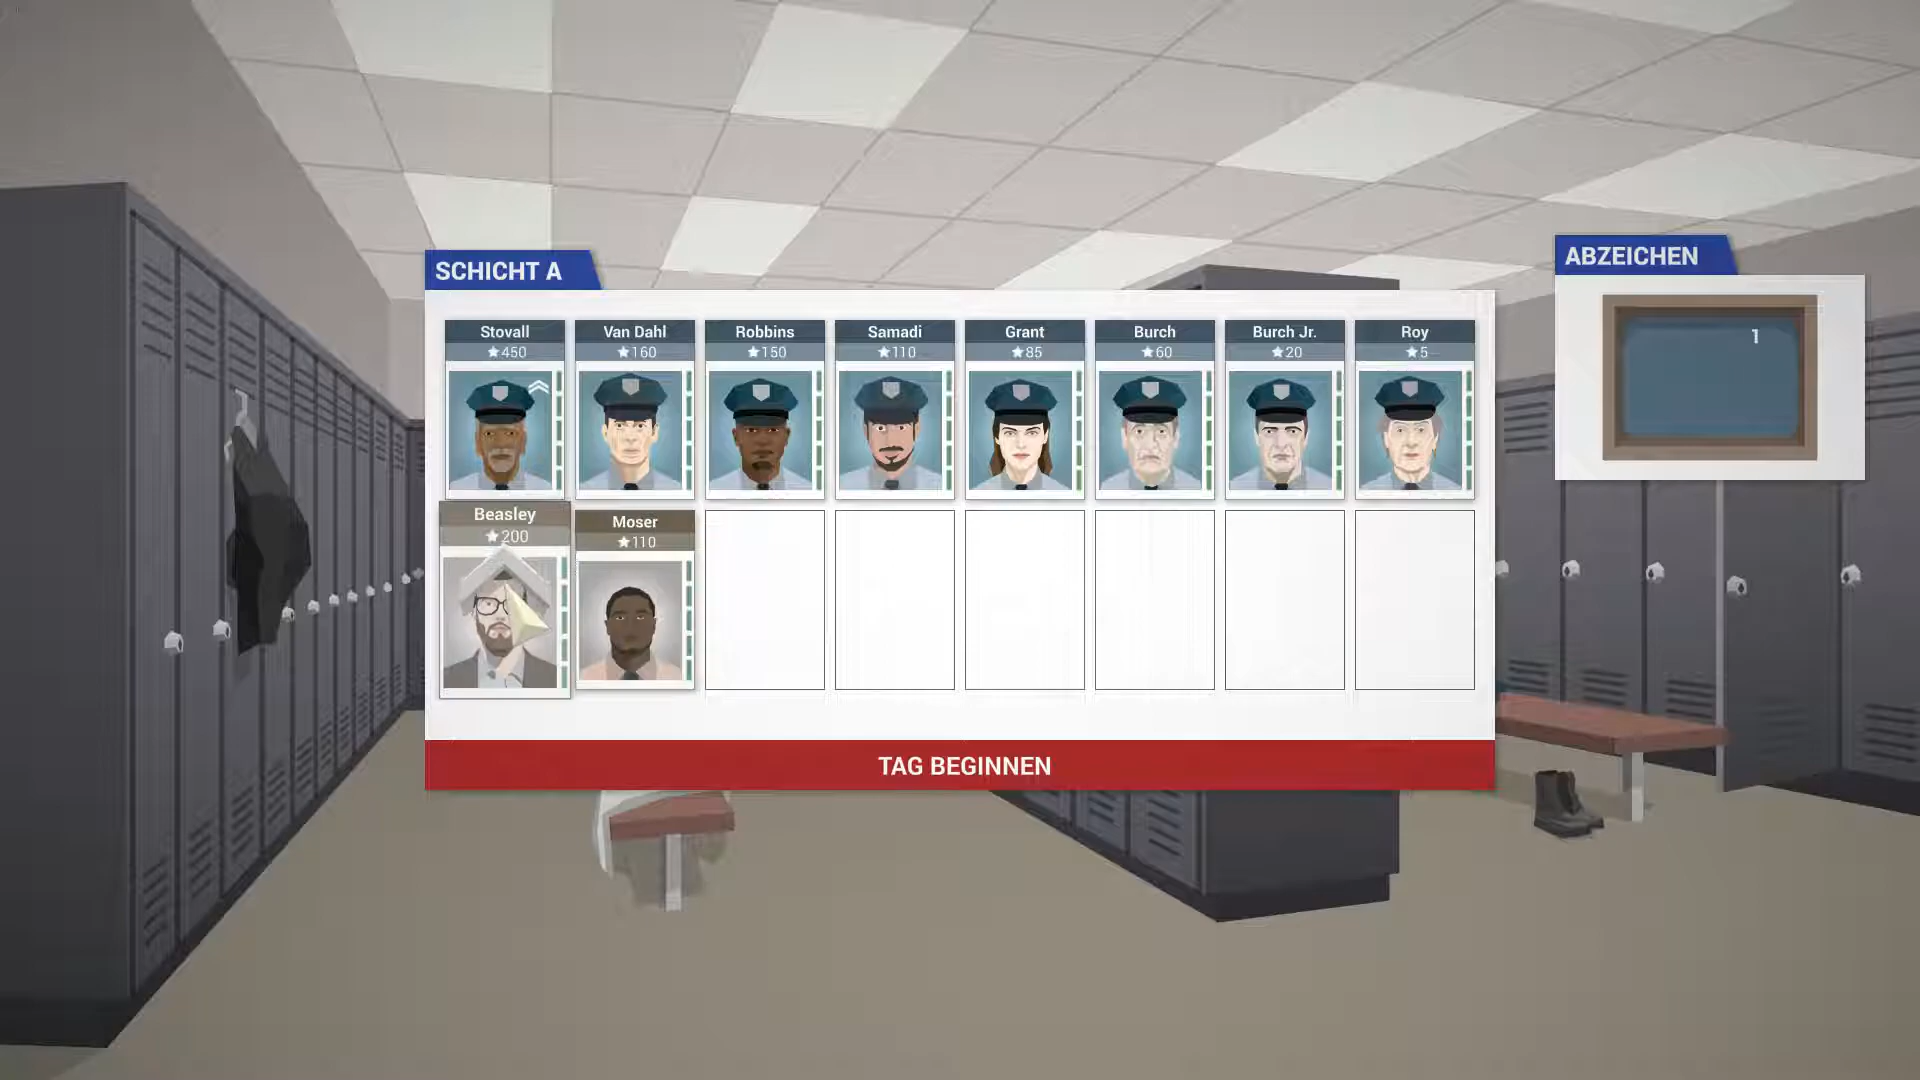 SCHICHT A
ABZEICHEN
1
Stovall
450
Van Dahl
160
Robbins
150
Samadi
110
Grant
85
Burch
60
Burch Jr.
20
Roy
5
Beasley
200
Moser
110
TAG BEGINNEN